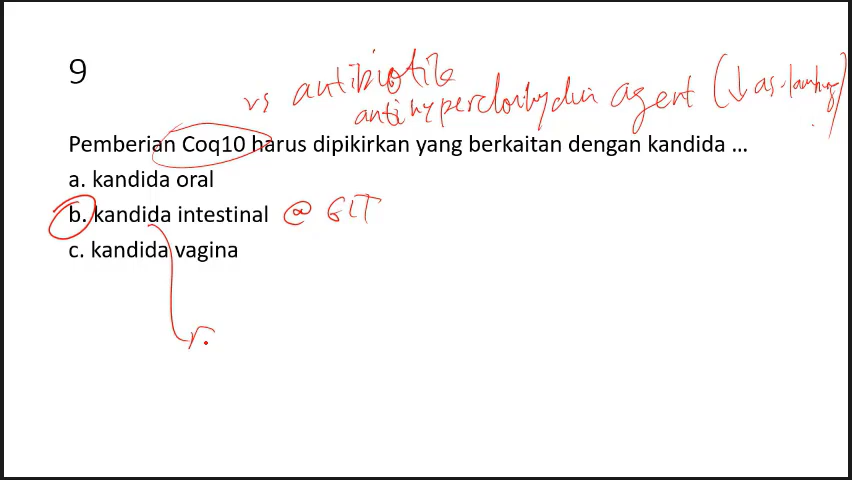 9
vs antibiotik
antihyperclorhydin agent (↓ as. lambung)
Pemberian Coq10 harus dipikirkan yang berkaitan dengan kandida ...
a. kandida oral
b. kandida intestinal @ GIT
c. kandida vagina
r.